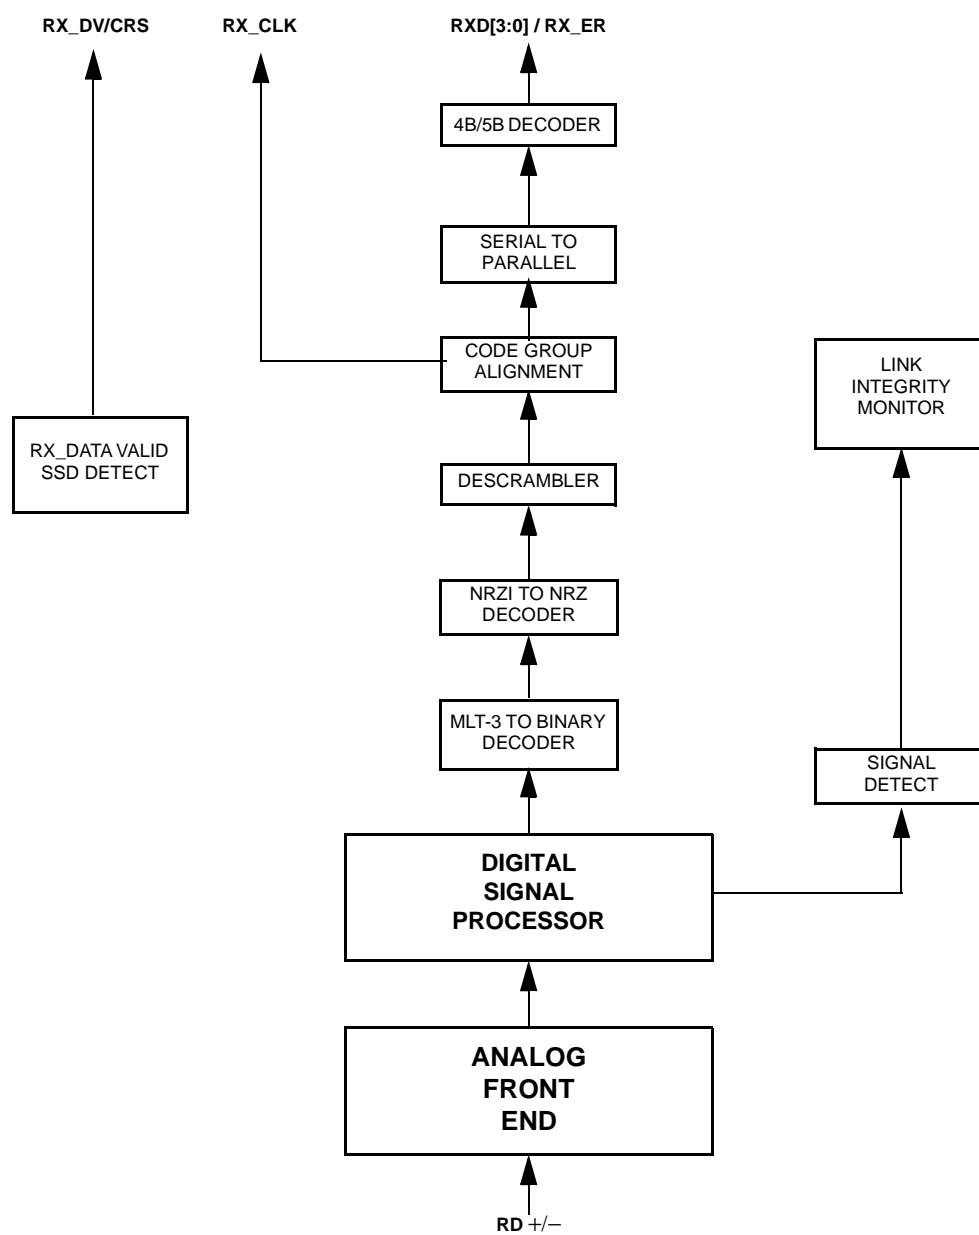 RX_DV/CRS
RX_CLK
RXD[3:0] / RX_ER
4B/5B DECODER
SERIAL TO
PARALLEL
CODE GROUP
ALIGNMENT
LINK
INTEGRITY
MONITOR
RX_DATA VALID
SSD DETECT
DESCRAMBLER
NRZI TO NRZ
DECODER
MLT-3 TO BINARY
DECODER
SIGNAL
DETECT
DIGITAL
SIGNAL
PROCESSOR
ANALOG
FRONT
END
RD +/−